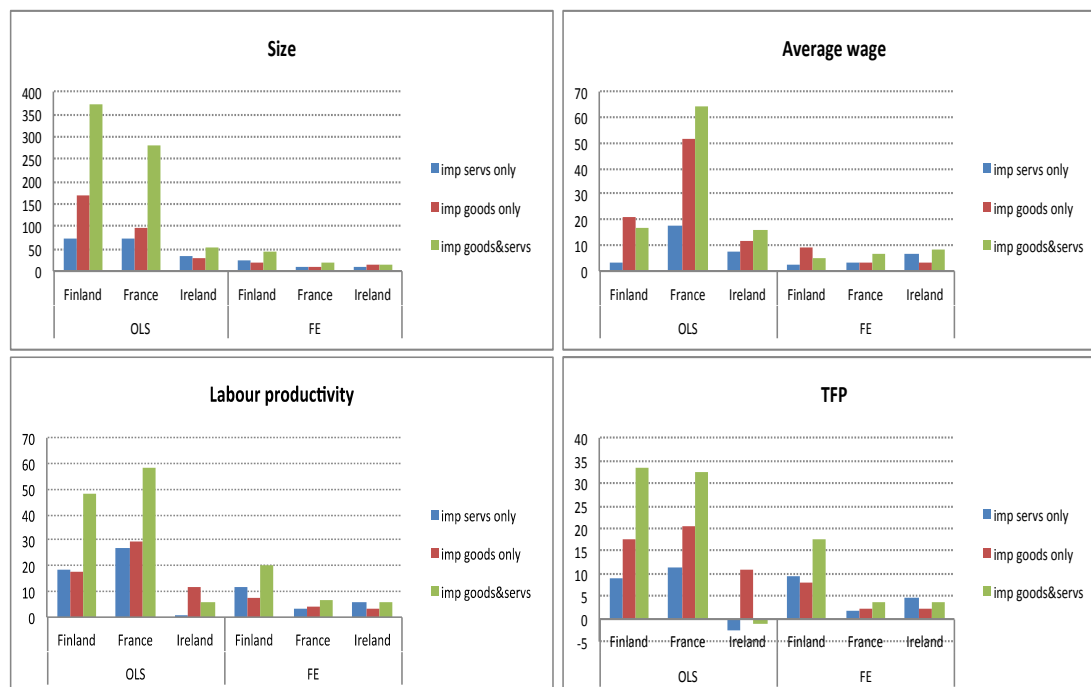 Size
400
350
300
250
200
150
100
50
0
Finland France Ireland Finland France Ireland
OLS FE
imp servs only
imp goods only
imp goods&servs
Average wage
70
60
50
40
30
20
10
0
Finland France Ireland Finland France Ireland
OLS FE
imp servs only
imp goods only
imp goods&servs
Labour productivity
70
60
50
40
30
20
10
0
Finland France Ireland Finland France Ireland
OLS FE
imp servs only
imp goods only
imp goods&servs
TFP
40
35
30
25
20
15
10
5
0
-5
Finland France Ireland Finland France Ireland
OLS FE
imp servs only
imp goods only
imp goods&servs